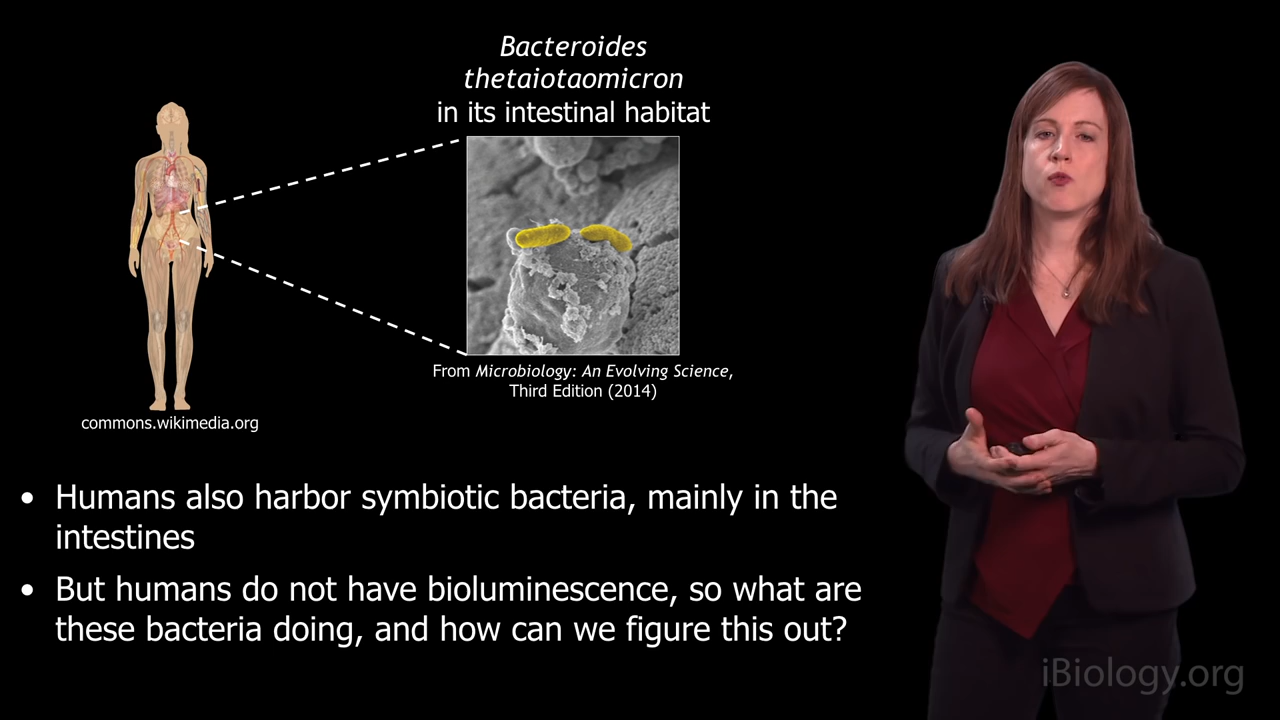 Bacteroides
thetaiotaomicron
in its intestinal habitat
From Microbiology: An Evolving Science,
Third Edition (2014)
commons.wikimedia.org
• Humans also harbor symbiotic bacteria, mainly in the
intestines
• But humans do not have bioluminescence, so what are
these bacteria doing, and how can we figure this out?
iBiology.org